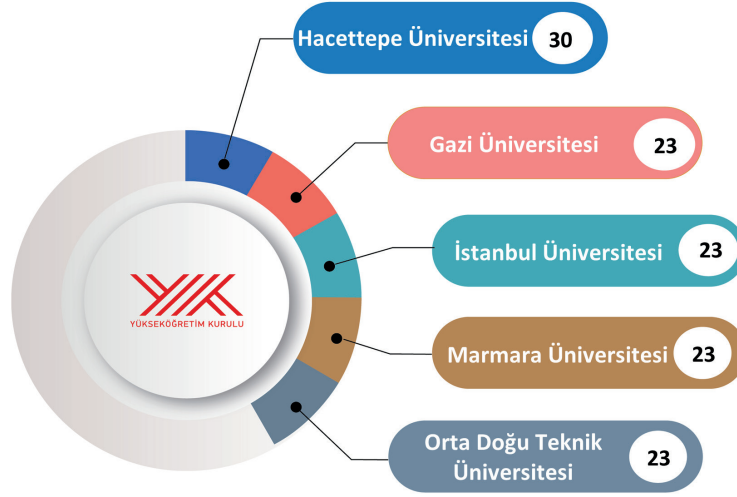 Hacettepe Üniversitesi 30
Gazi Üniversitesi 23
İstanbul Üniversitesi 23
YÜKSEKÖĞRETİM KURULU
Marmara Üniversitesi 23
Orta Doğu Teknik
Üniversitesi 23